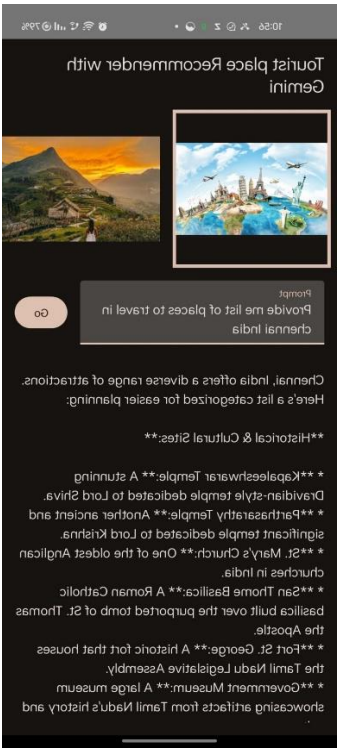 10:56
79%
Tourist place Recommender with
Gemini
Prompt
Provide me list of places to travel in
chennei india
Go
Chennai, India offers a diverse range of attractions.
Here's a list categorized for easier planning:
**Historical & Cultural Sites:**
* **Kapaleeshwarar Temple:** A stunning
Dravidian-style temple dedicated to Lord Shiva.
* **Parthasarathy Temple:** Another ancient and
significant temple dedicated to Lord Krishna.
* **St. Mary's Church:** One of the oldest Anglican
churches in India.
* **San Thome Basilica:** A Roman Catholic
basilica built over the purported tomb of St. Thomas
the Apostle.
* **Fort St. George:** A historic fort that houses
the Tamil Nadu Legislative Assembly.
* **Government Museum:** A large museum
showcasing artifacts from Tamil Nadu's history and